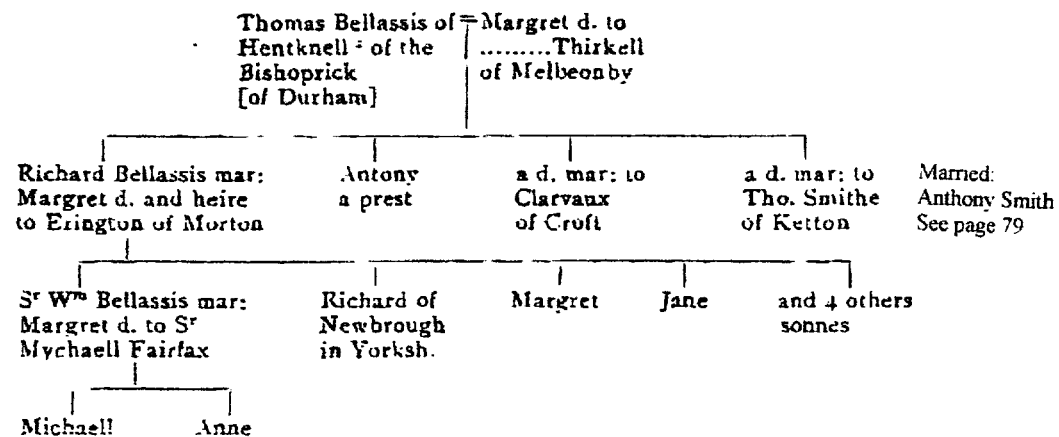 Thomas Bellassis of = Margret d. to
Hentknell ² of the .........Thirkell
Bishoprick of Melbeonby
[of Durham]
Richard Bellassis mar:
Margret d. and heire
to Erington of Morton
Antony
a prest
a d. mar: to
Clarvaux
of Croft
a d. mar: to
Tho. Smithe
of Ketton
Married:
Anthony Smith
See page 79
Sʳ Wᵐ Bellassis mar:
Margret d. to Sʳ
Mychaell Fairfax
Richard of
Newbrough
in Yorksh.
Margret
Jane
and 4 others
sonnes
Michaell
Anne